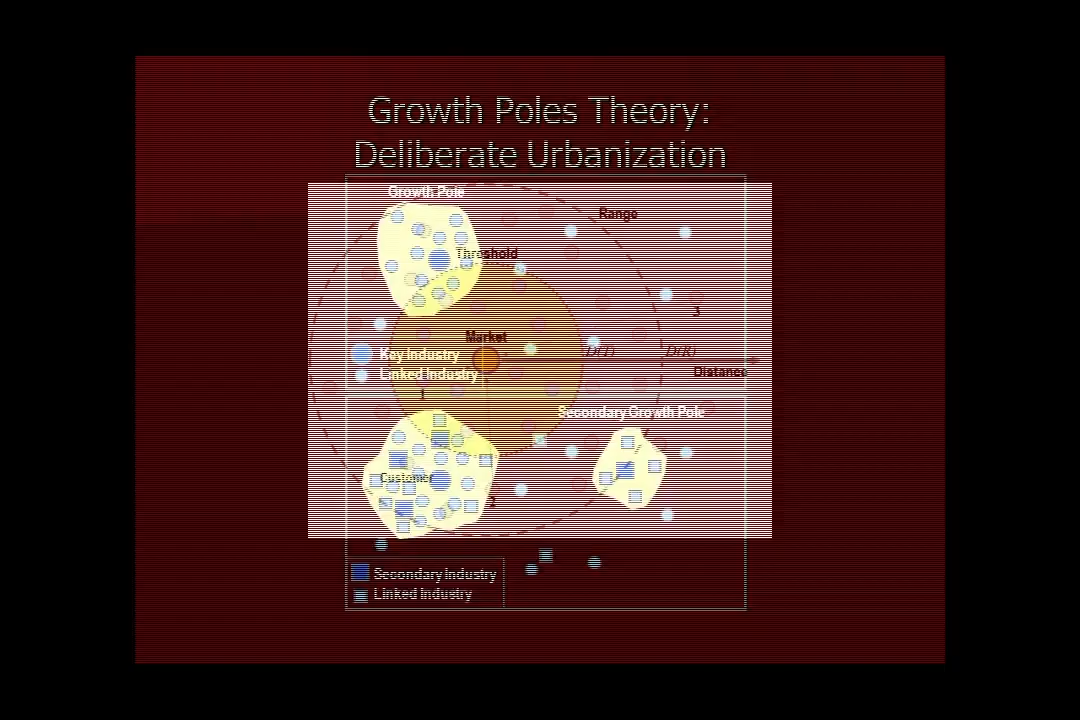 Growth Poles Theory:
Deliberate Urbanization
Growth Pole
Range
Threshold
3
Market
Key Industry
D(T)
D(R)
Linked Industry
Distance
1
Secondary Growth Pole
Customer
2
Secondary Industry
Linked Industry